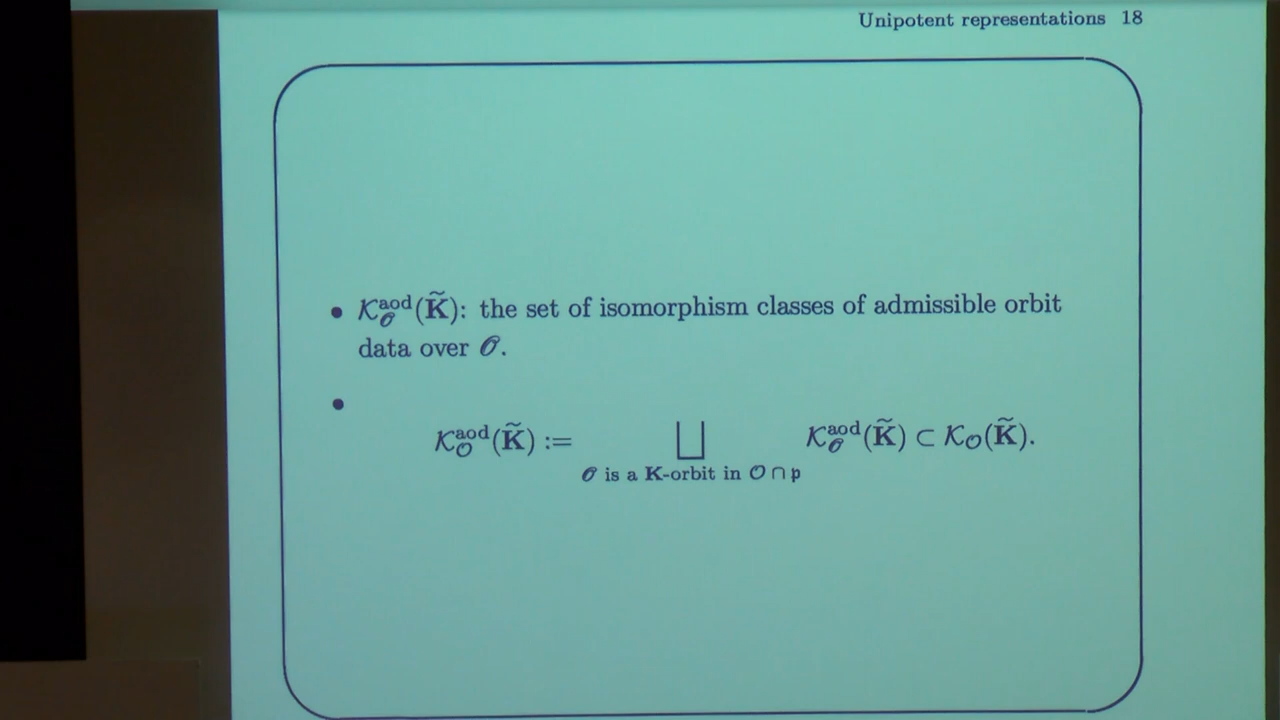 Unipotent representations 18
• $\mathcal{K}^{\mathrm{aod}}_{\mathscr{O}}(\widetilde{\mathbf{K}})$: the set of isomorphism classes of admissible orbit
data over $\mathscr{O}$.
•
$\mathcal{K}^{\mathrm{aod}}_{\mathcal{O}}(\widetilde{\mathbf{K}}) := \bigsqcup_{\mathscr{O} \text{ is a } \mathbf{K}\text{-orbit in } \mathcal{O} \cap \mathfrak{p}} \mathcal{K}^{\mathrm{aod}}_{\mathscr{O}}(\widetilde{\mathbf{K}}) \subset \mathcal{K}_{\mathcal{O}}(\widetilde{\mathbf{K}}).$